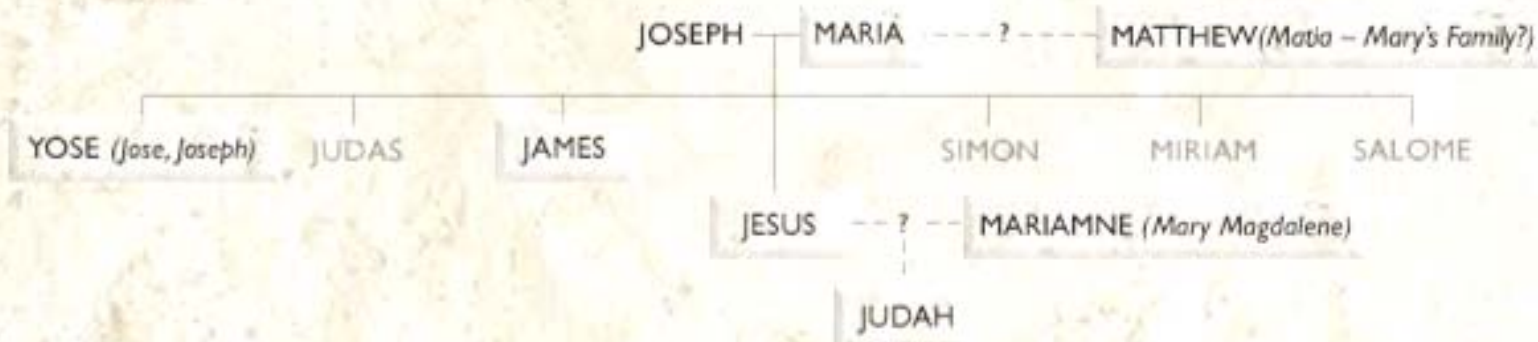 JOSEPH MARIA ? MATTHEW (Matia – Mary's Family?)
YOSE (Jose, Joseph) JUDAS JAMES SIMON MIRIAM SALOME
JESUS ? MARIAMNE (Mary Magdalene)
JUDAH